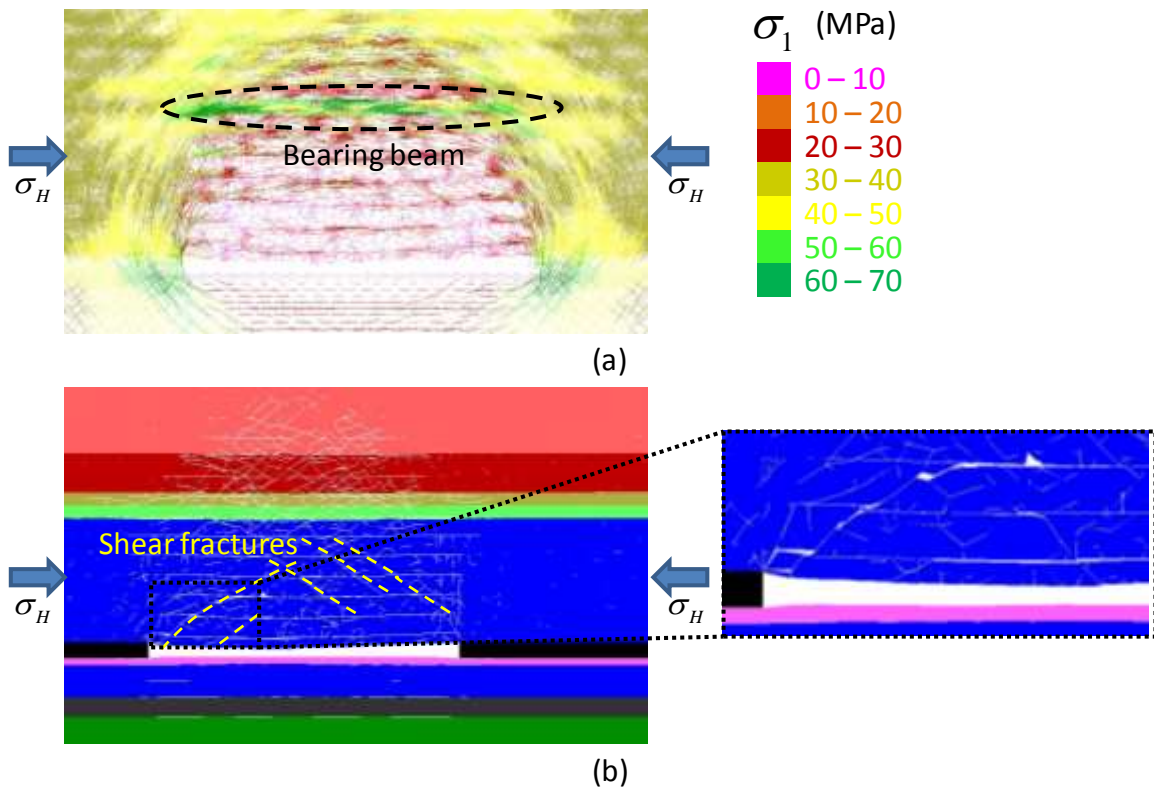 σ₁ (MPa)
0 – 10
10 – 20
20 – 30
30 – 40
40 – 50
50 – 60
60 – 70
Bearing beam
σH
σH
(a)
Shear fractures
σH
σH
(b)